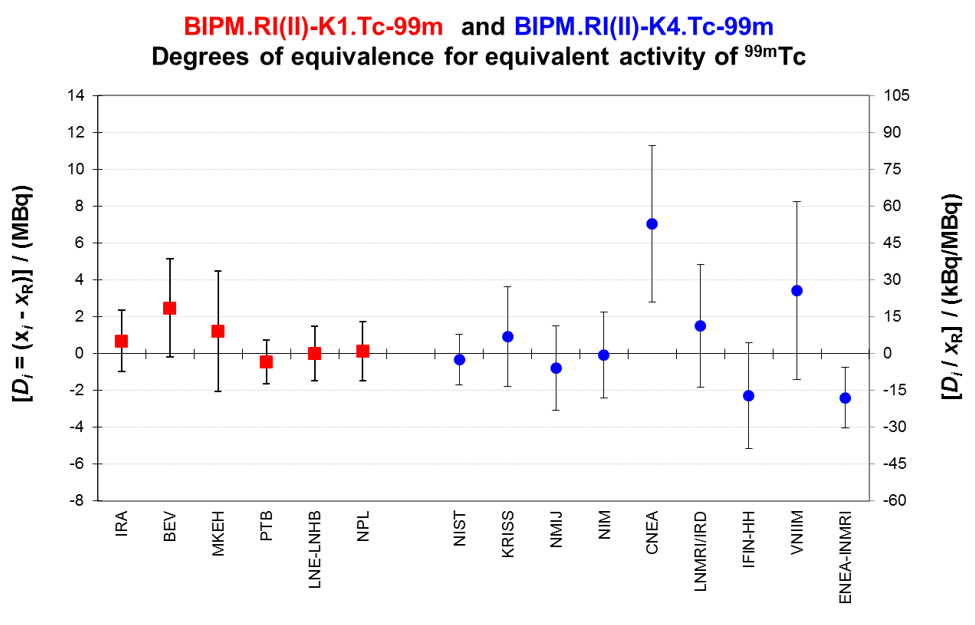 BIPM.RI(II)-K1.Tc-99m and BIPM.RI(II)-K4.Tc-99m
Degrees of equivalence for equivalent activity of ⁹⁹ᵐTc
[Dᵢ = (xᵢ - x_R)] / (MBq)
14
12
10
8
6
4
2
0
-2
-4
-6
-8
105
90
75
60
45
30
15
0
-15
-30
-45
-60
[Dᵢ / x_R] / (kBq/MBq)
IRA
BEV
MKEH
PTB
LNE-LNHB
NPL
NIST
KRISS
NMIJ
NIM
CNEA
LNMRI/IRD
IFIN-HH
VNIIM
ENEA-INMRI